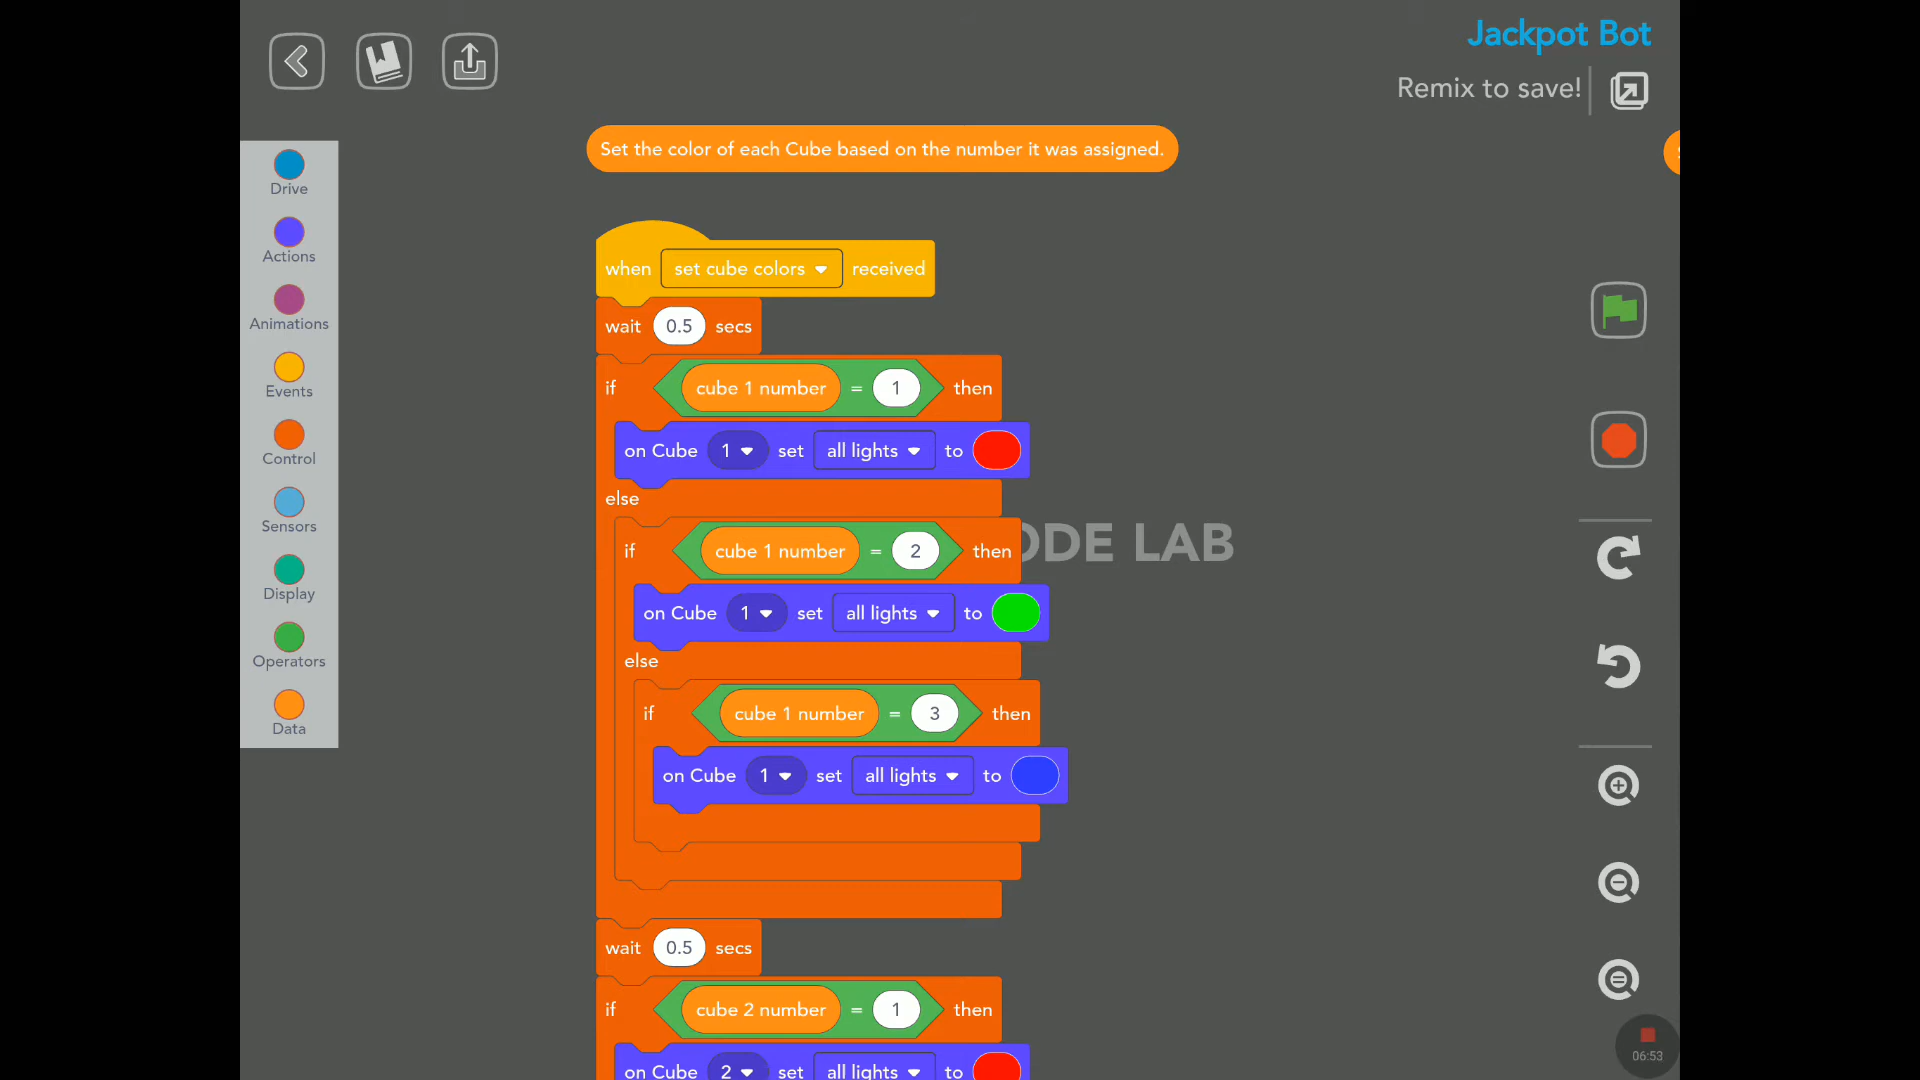 Jackpot Bot
Remix to save!
Set the color of each Cube based on the number it was assigned.
Drive
Actions
Animations
Events
Control
Sensors
Display
Operators
Data
when set cube colors received
wait 0.5 secs
if cube 1 number = 1 then
on Cube 1 set all lights to
else
if cube 1 number = 2 then
ODE LAB
on Cube 1 set all lights to
else
if cube 1 number = 3 then
on Cube 1 set all lights to
wait 0.5 secs
if cube 2 number = 1 then
on Cube 2 set all lights to
06:53